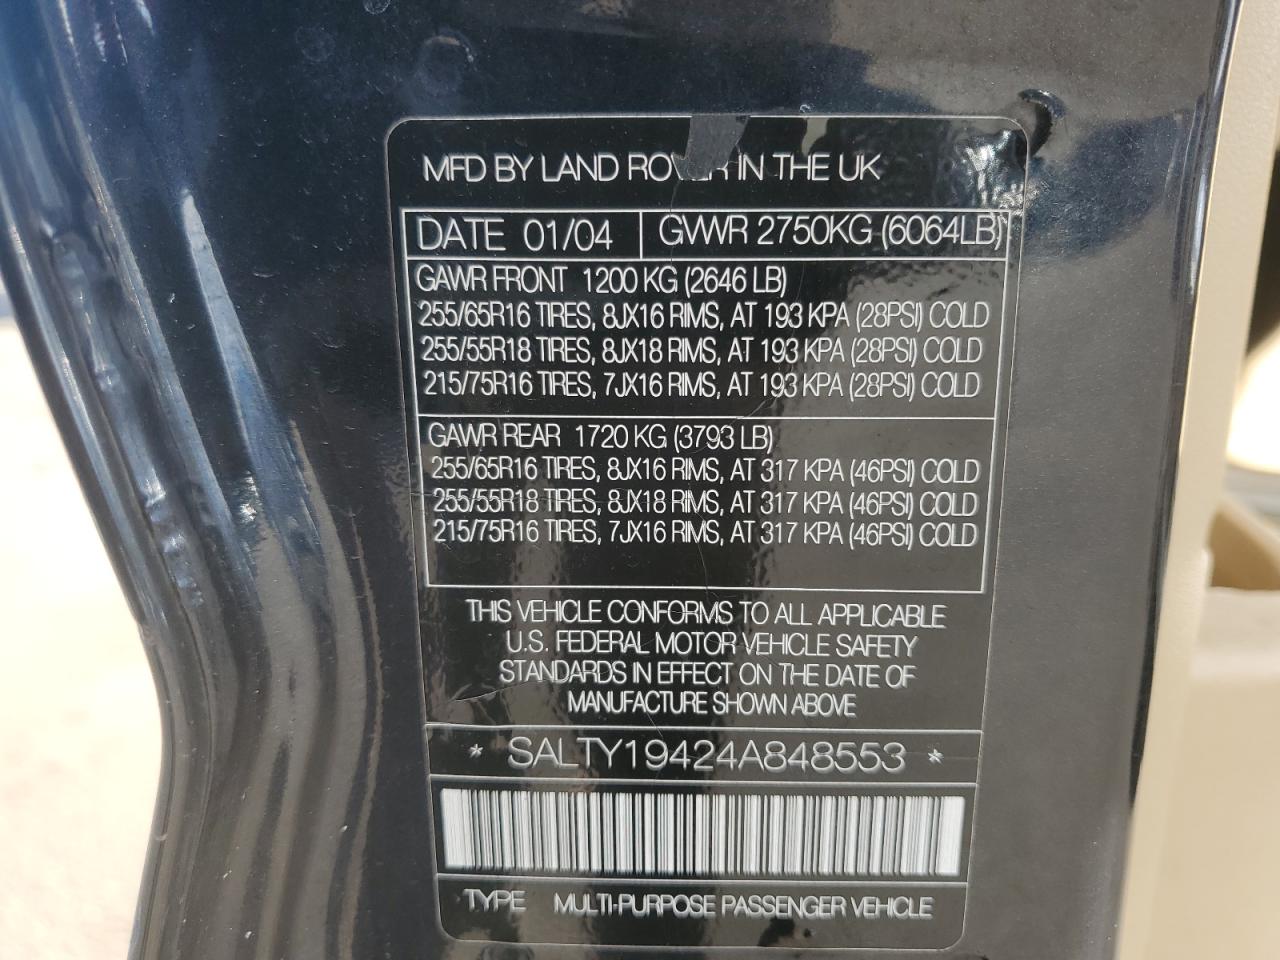 MFD BY LAND ROVER IN THE UK
DATE 01/04 GVWR 2750KG (6064LB)
GAWR FRONT 1200 KG (2646 LB)
255/65R16 TIRES, 8JX16 RIMS, AT 193 KPA (28PSI) COLD
255/55R18 TIRES, 8JX18 RIMS, AT 193 KPA (28PSI) COLD
215/75R16 TIRES, 7JX16 RIMS, AT 193 KPA (28PSI) COLD
GAWR REAR 1720 KG (3793 LB)
255/65R16 TIRES, 8JX16 RIMS, AT 317 KPA (46PSI) COLD
255/55R18 TIRES, 8JX18 RIMS, AT 317 KPA (46PSI) COLD
215/75R16 TIRES, 7JX16 RIMS, AT 317 KPA (46PSI) COLD
THIS VEHICLE CONFORMS TO ALL APPLICABLE
U.S. FEDERAL MOTOR VEHICLE SAFETY
STANDARDS IN EFFECT ON THE DATE OF
MANUFACTURE SHOWN ABOVE
* SALTY19424A848553 *
TYPE MULTI-PURPOSE PASSENGER VEHICLE